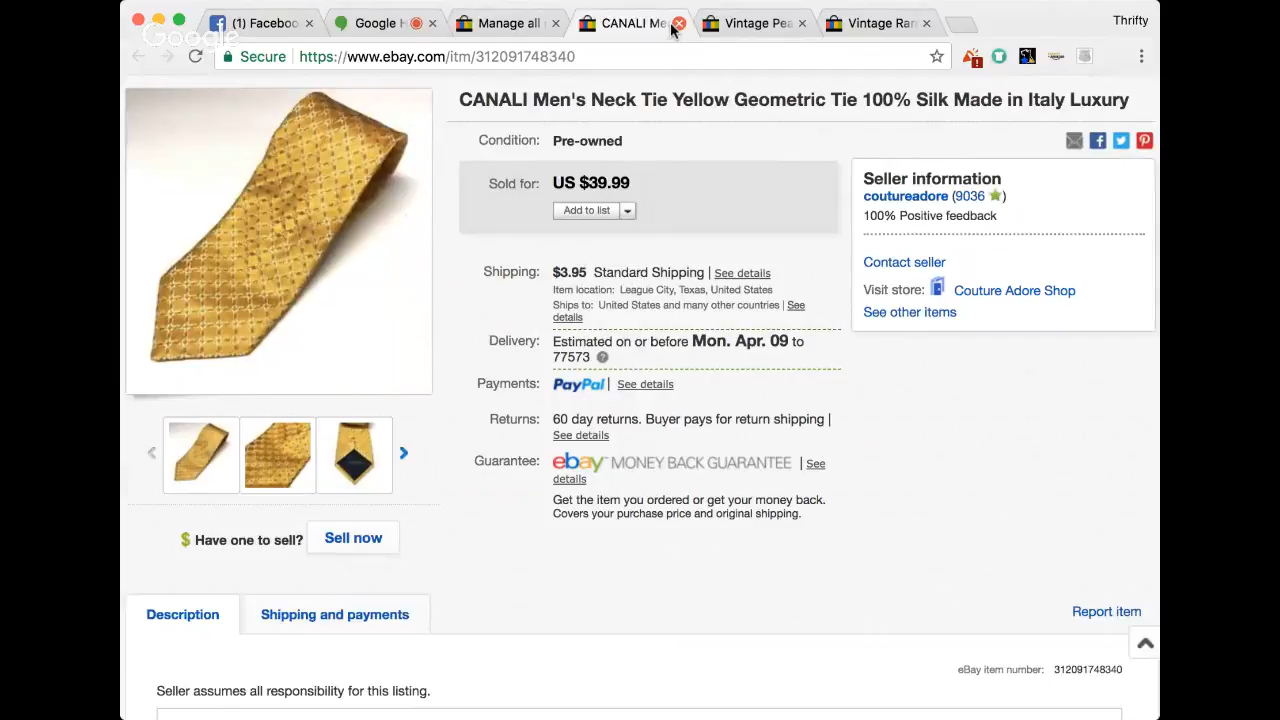 (1) Faceboo
Google H
Manage all
CANALI Me
Vintage Pea
Vintage Ran
Thrifty
Google
Secure https://www.ebay.com/itm/312091748340
CANALI Men's Neck Tie Yellow Geometric Tie 100% Silk Made in Italy Luxury
Condition: Pre-owned
Sold for: US $39.99
Add to list
Seller information
coutureadore (9036 )
100% Positive feedback
Contact seller
Visit store: Couture Adore Shop
See other items
Shipping: $3.95 Standard Shipping | See details
Item location: League City, Texas, United States
Ships to: United States and many other countries | See
details
Delivery: Estimated on or before Mon. Apr. 09 to
77573 ?
Payments: PayPal | See details
Returns: 60 day returns. Buyer pays for return shipping |
See details
Guarantee: ebay MONEY BACK GUARANTEE | See
details
Get the item you ordered or get your money back.
Covers your purchase price and original shipping.
$ Have one to sell? Sell now
Description
Shipping and payments
Report item
eBay item number: 312091748340
Seller assumes all responsibility for this listing.